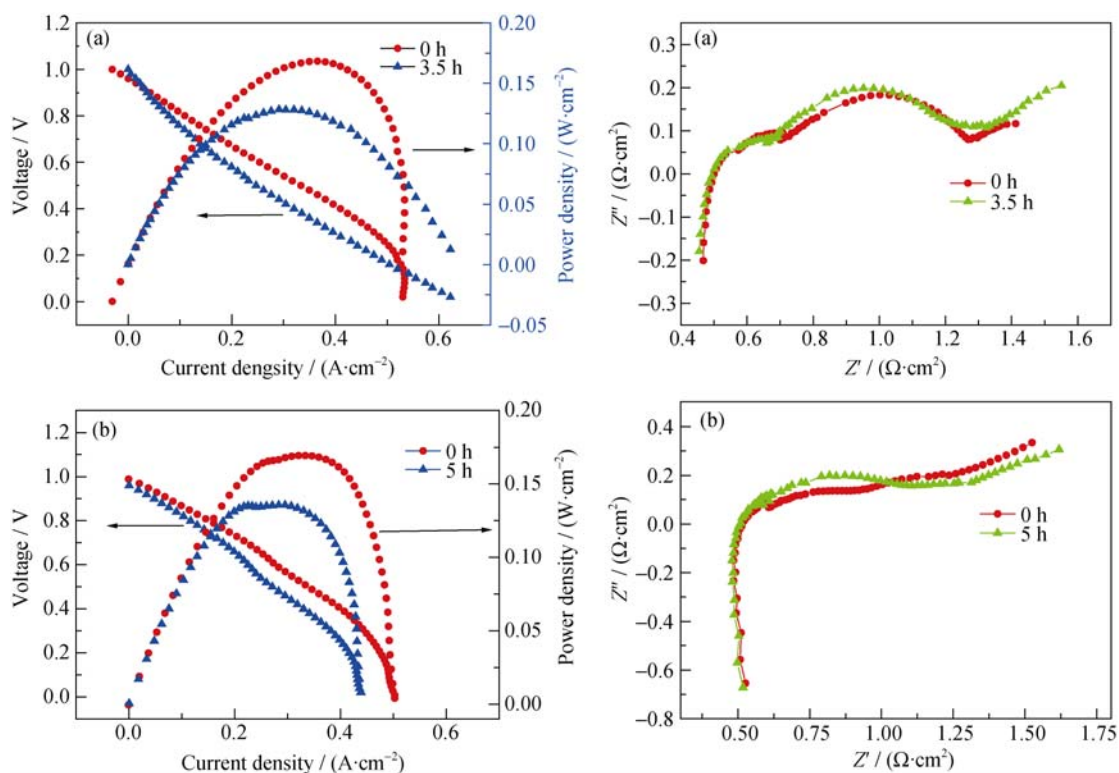 (a)
0 h
3.5 h
1.2
1.0
0.8
0.6
0.4
0.2
0.0
Voltage / V
0.20
0.15
0.10
0.05
0.00
−0.05
Power density / (W·cm⁻²)
0.0 0.2 0.4 0.6
Current dengsity / (A·cm⁻²)
(a)
0 h
3.5 h
0.3
0.2
0.1
0.0
−0.1
−0.3
Z″ / (Ω·cm²)
0.4 0.6 0.8 1.0 1.2 1.4 1.6
Z′ / (Ω·cm²)
(b)
0 h
5 h
1.2
1.0
0.8
0.6
0.4
0.2
0.0
Voltage / V
0.20
0.15
0.10
0.05
0.00
Power density / (W·cm⁻²)
0.0 0.2 0.4 0.6
Current density / (A·cm⁻²)
(b)
0 h
5 h
0.4
0.2
0.0
−0.2
−0.4
−0.6
−0.8
Z″ / (Ω·cm²)
0.50 0.75 1.00 1.25 1.50 1.75
Z′ / (Ω·cm²)